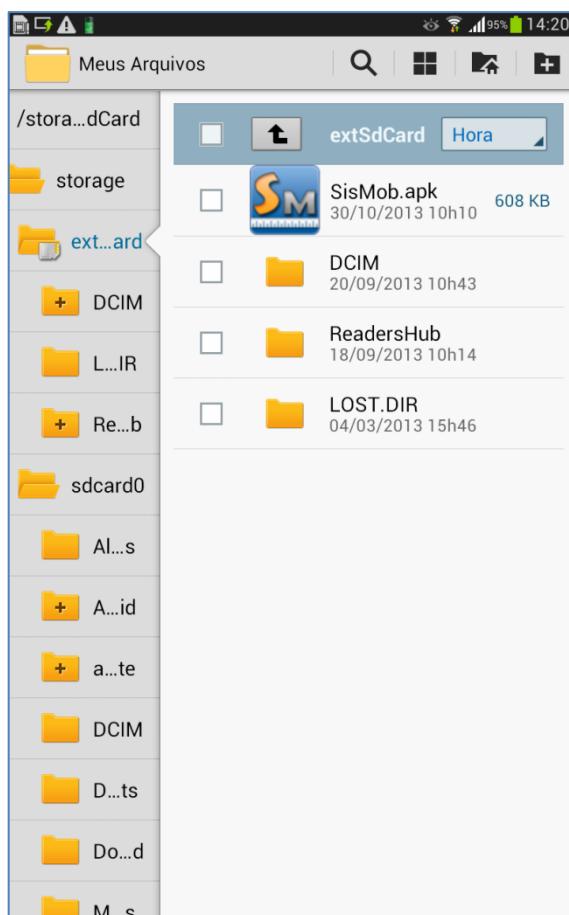 95% 14:20
Meus Arquivos
/stora...dCard
storage
ext...ard
DCIM
L...IR
Re...b
sdcard0
Al...s
A...id
a...te
DCIM
D...ts
Do...d
M...s
extSdCard Hora
SM
SisMob.apk 608 KB
30/10/2013 10h10
DCIM
20/09/2013 10h43
ReadersHub
18/09/2013 10h14
LOST.DIR
04/03/2013 15h46